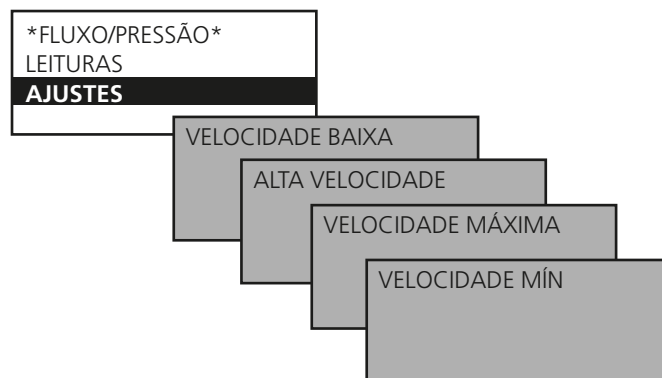 *FLUXO/PRESSÃO*
LEITURAS
AJUSTES
VELOCIDADE BAIXA
ALTA VELOCIDADE
VELOCIDADE MÁXIMA
VELOCIDADE MÍN